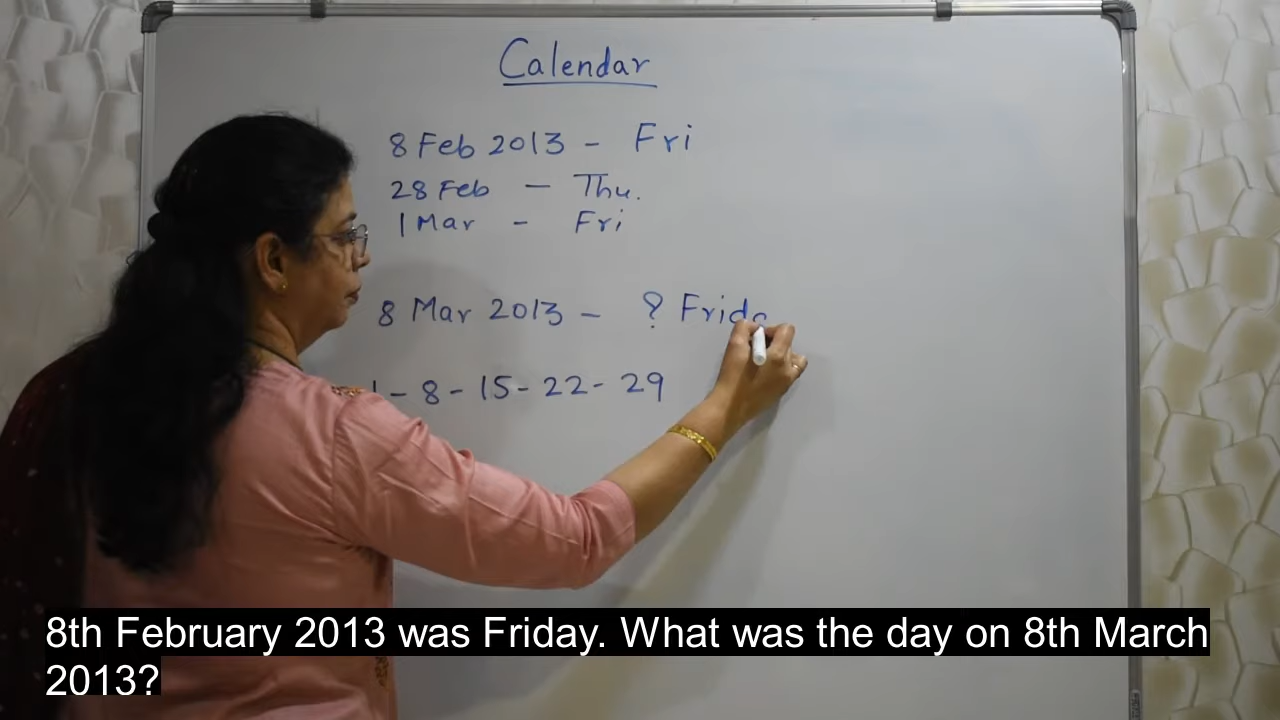 Calendar
8 Feb 2013 - Fri
28 Feb - Thu.
1 Mar - Fri
8 Mar 2013 - ? Frida
1 - 8 - 15 - 22 - 29
8th February 2013 was Friday. What was the day on 8th March
2013?